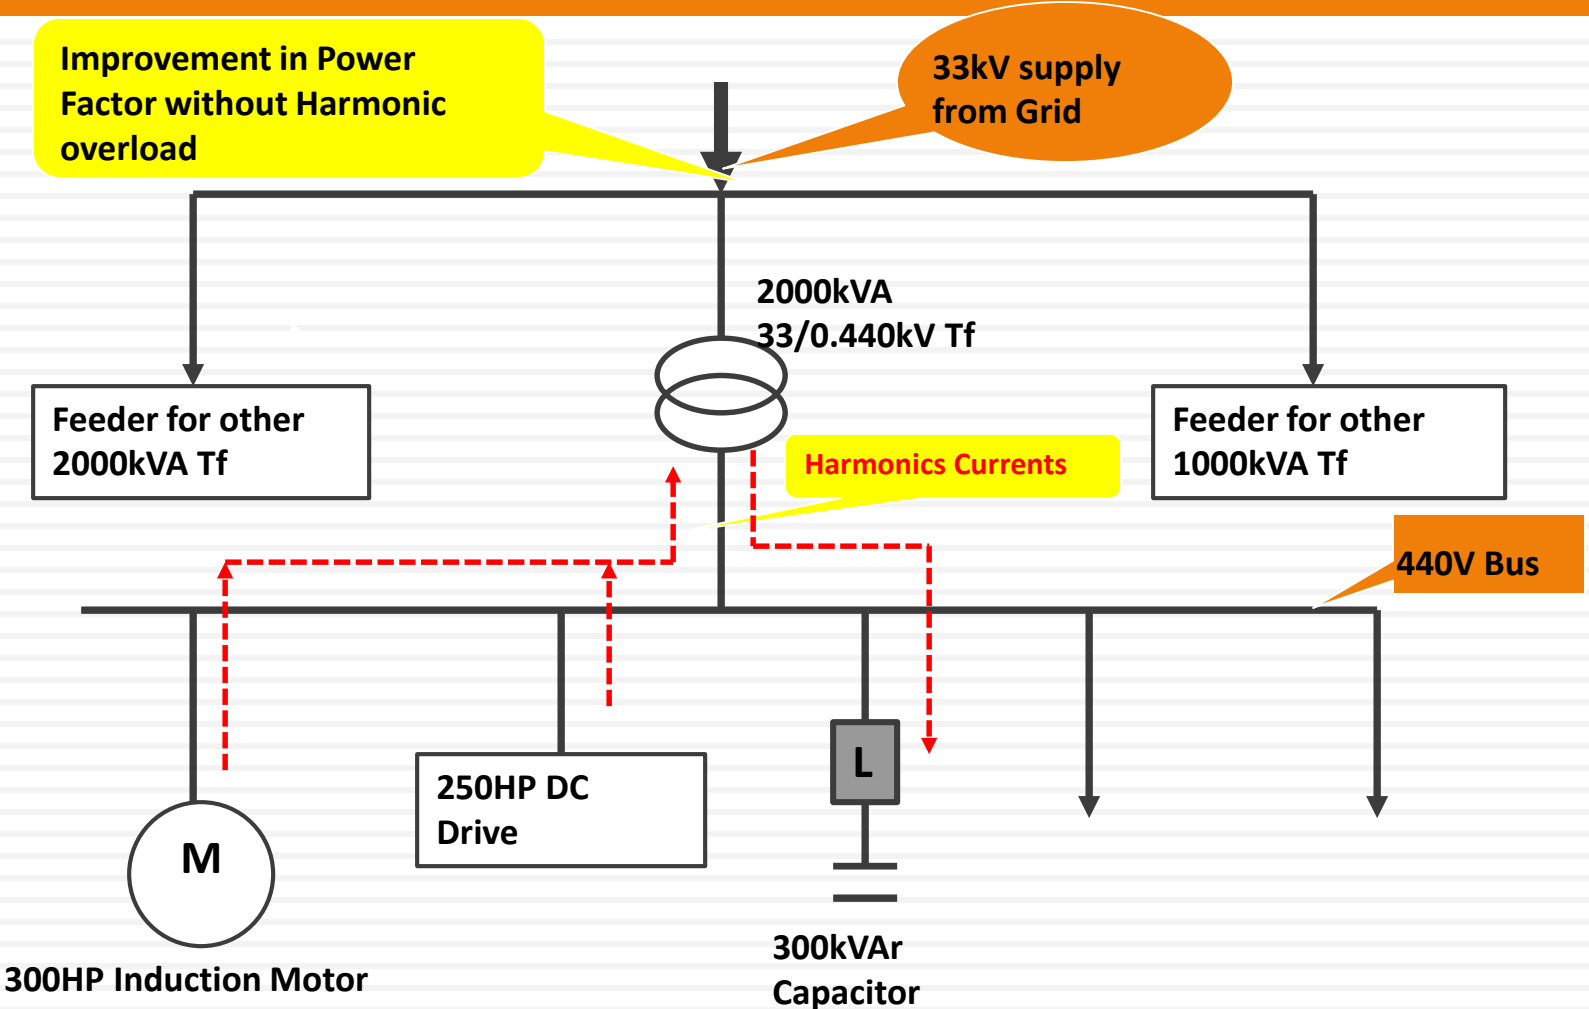 Improvement in Power
Factor without Harmonic
overload
33kV supply
from Grid
2000kVA
33/0.440kV Tf
Feeder for other
2000kVA Tf
Feeder for other
1000kVA Tf
Harmonics Currents
440V Bus
L
250HP DC
Drive
M
300HP Induction Motor
300kVAr
Capacitor